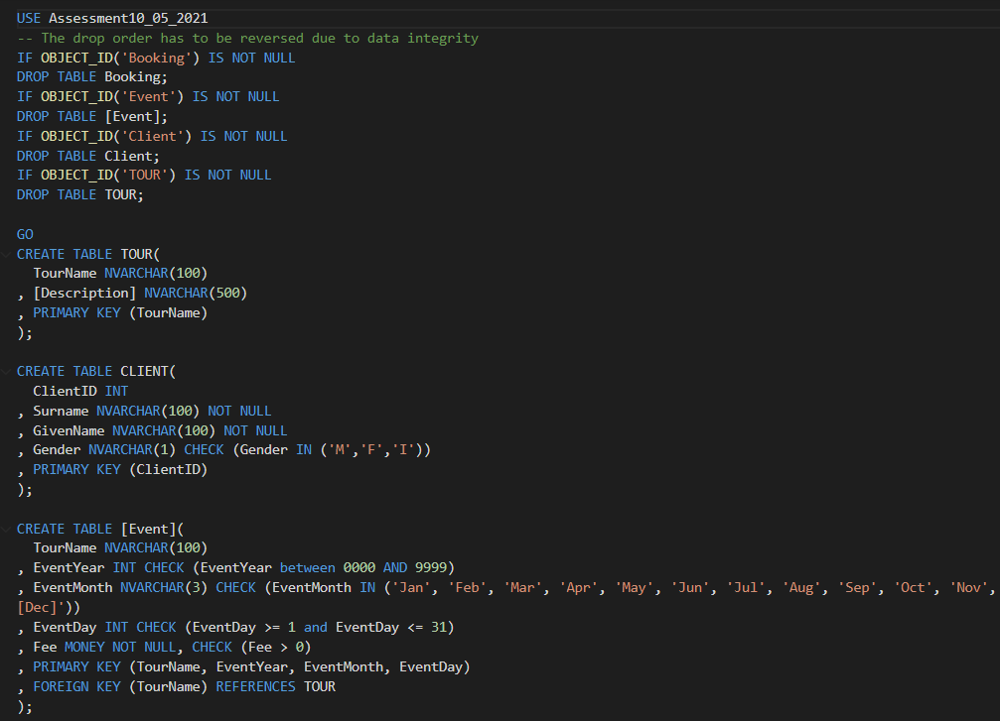 USE Assessment10_05_2021
-- The drop order has to be reversed due to data integrity
IF OBJECT_ID('Booking') IS NOT NULL
DROP TABLE Booking;
IF OBJECT_ID('Event') IS NOT NULL
DROP TABLE [Event];
IF OBJECT_ID('Client') IS NOT NULL
DROP TABLE Client;
IF OBJECT_ID('TOUR') IS NOT NULL
DROP TABLE TOUR;
GO
CREATE TABLE TOUR(
TourName NVARCHAR(100)
, [Description] NVARCHAR(500)
, PRIMARY KEY (TourName)
);
CREATE TABLE CLIENT(
ClientID INT
, Surname NVARCHAR(100) NOT NULL
, GivenName NVARCHAR(100) NOT NULL
, Gender NVARCHAR(1) CHECK (Gender IN ('M','F','I'))
, PRIMARY KEY (ClientID)
);
CREATE TABLE [Event](
TourName NVARCHAR(100)
, EventYear INT CHECK (EventYear between 0000 AND 9999)
, EventMonth NVARCHAR(3) CHECK (EventMonth IN ('Jan', 'Feb', 'Mar', 'Apr', 'May', 'Jun', 'Jul', 'Aug', 'Sep', 'Oct', 'Nov',
[Dec]'))
, EventDay INT CHECK (EventDay >= 1 and EventDay <= 31)
, Fee MONEY NOT NULL, CHECK (Fee > 0)
, PRIMARY KEY (TourName, EventYear, EventMonth, EventDay)
, FOREIGN KEY (TourName) REFERENCES TOUR
);